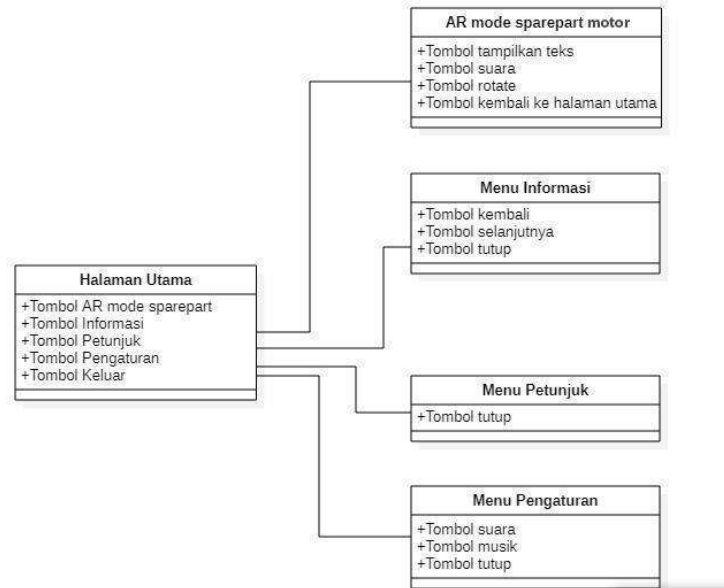 AR mode sparepart motor
+Tombol tampilkan teks
+Tombol suara
+Tombol rotate
+Tombol kembali ke halaman utama
Menu Informasi
+Tombol kembali
+Tombol selanjutnya
+Tombol tutup
Halaman Utama
+Tombol AR mode sparepart
+Tombol Informasi
+Tombol Petunjuk
+Tombol Pengaturan
+Tombol Keluar
Menu Petunjuk
+Tombol tutup
Menu Pengaturan
+Tombol suara
+Tombol musik
+Tombol tutup